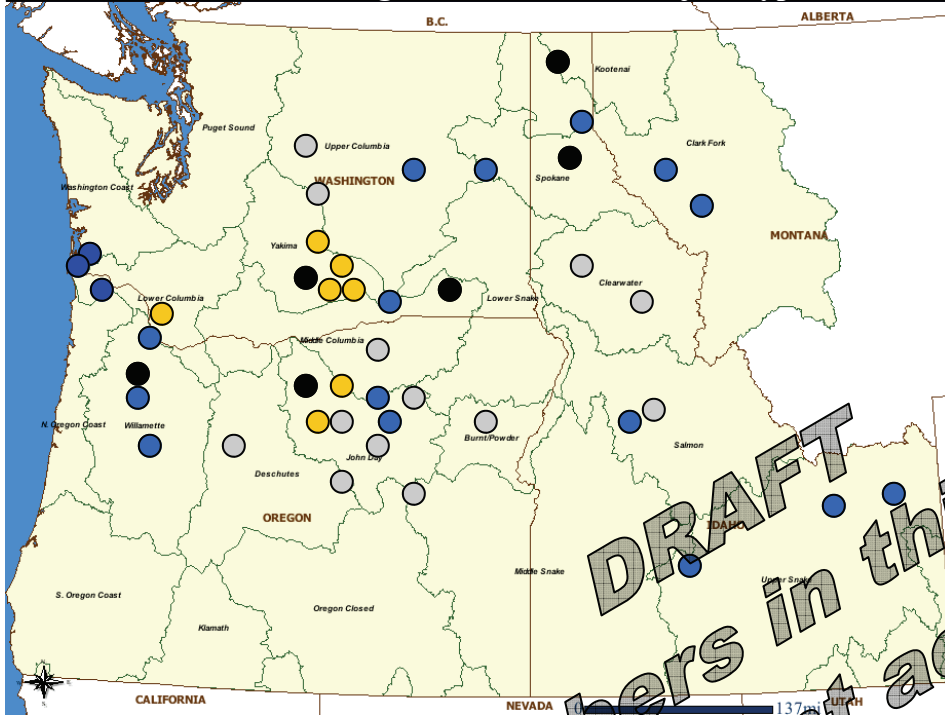 B.C.
ALBERTA
Kootenai
Puget Sound
Upper Columbia
Clark Fork
WASHINGTON
Spokane
Washington Coast
MONTANA
Yakima
Clearwater
Lower Columbia
Lower Snake
Middle Columbia
N. Oregon Coast
Willamette
Burnt/Powder
Salmon
John Day
Deschutes
DRAFT
OREGON
IDAHO
Middle Snake
Upper Snake
S. Oregon Coast
Oregon Closed
Klamath
in
CALIFORNIA
NEVADA
UTAH
0
137mi